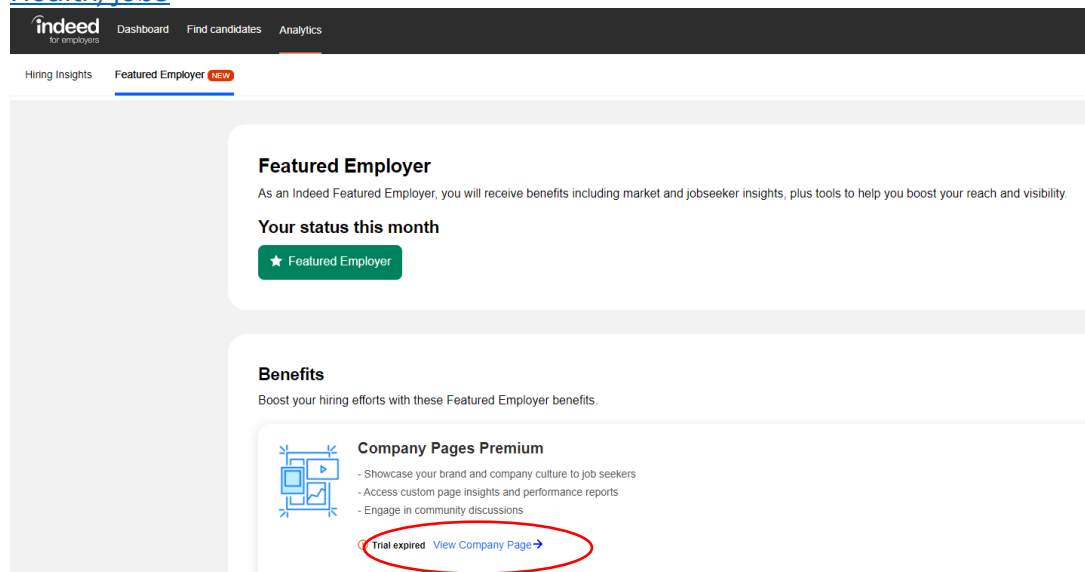 Health/jobs
indeed
for employers
Dashboard Find candidates Analytics
Hiring Insights Featured Employer NEW
Featured Employer
As an Indeed Featured Employer, you will receive benefits including market and jobseeker insights, plus tools to help you boost your reach and visibility.
Your status this month
Featured Employer
Benefits
Boost your hiring efforts with these Featured Employer benefits.
Company Pages Premium
- Showcase your brand and company culture to job seekers
- Access custom page insights and performance reports
- Engage in community discussions
Trial expired View Company Page